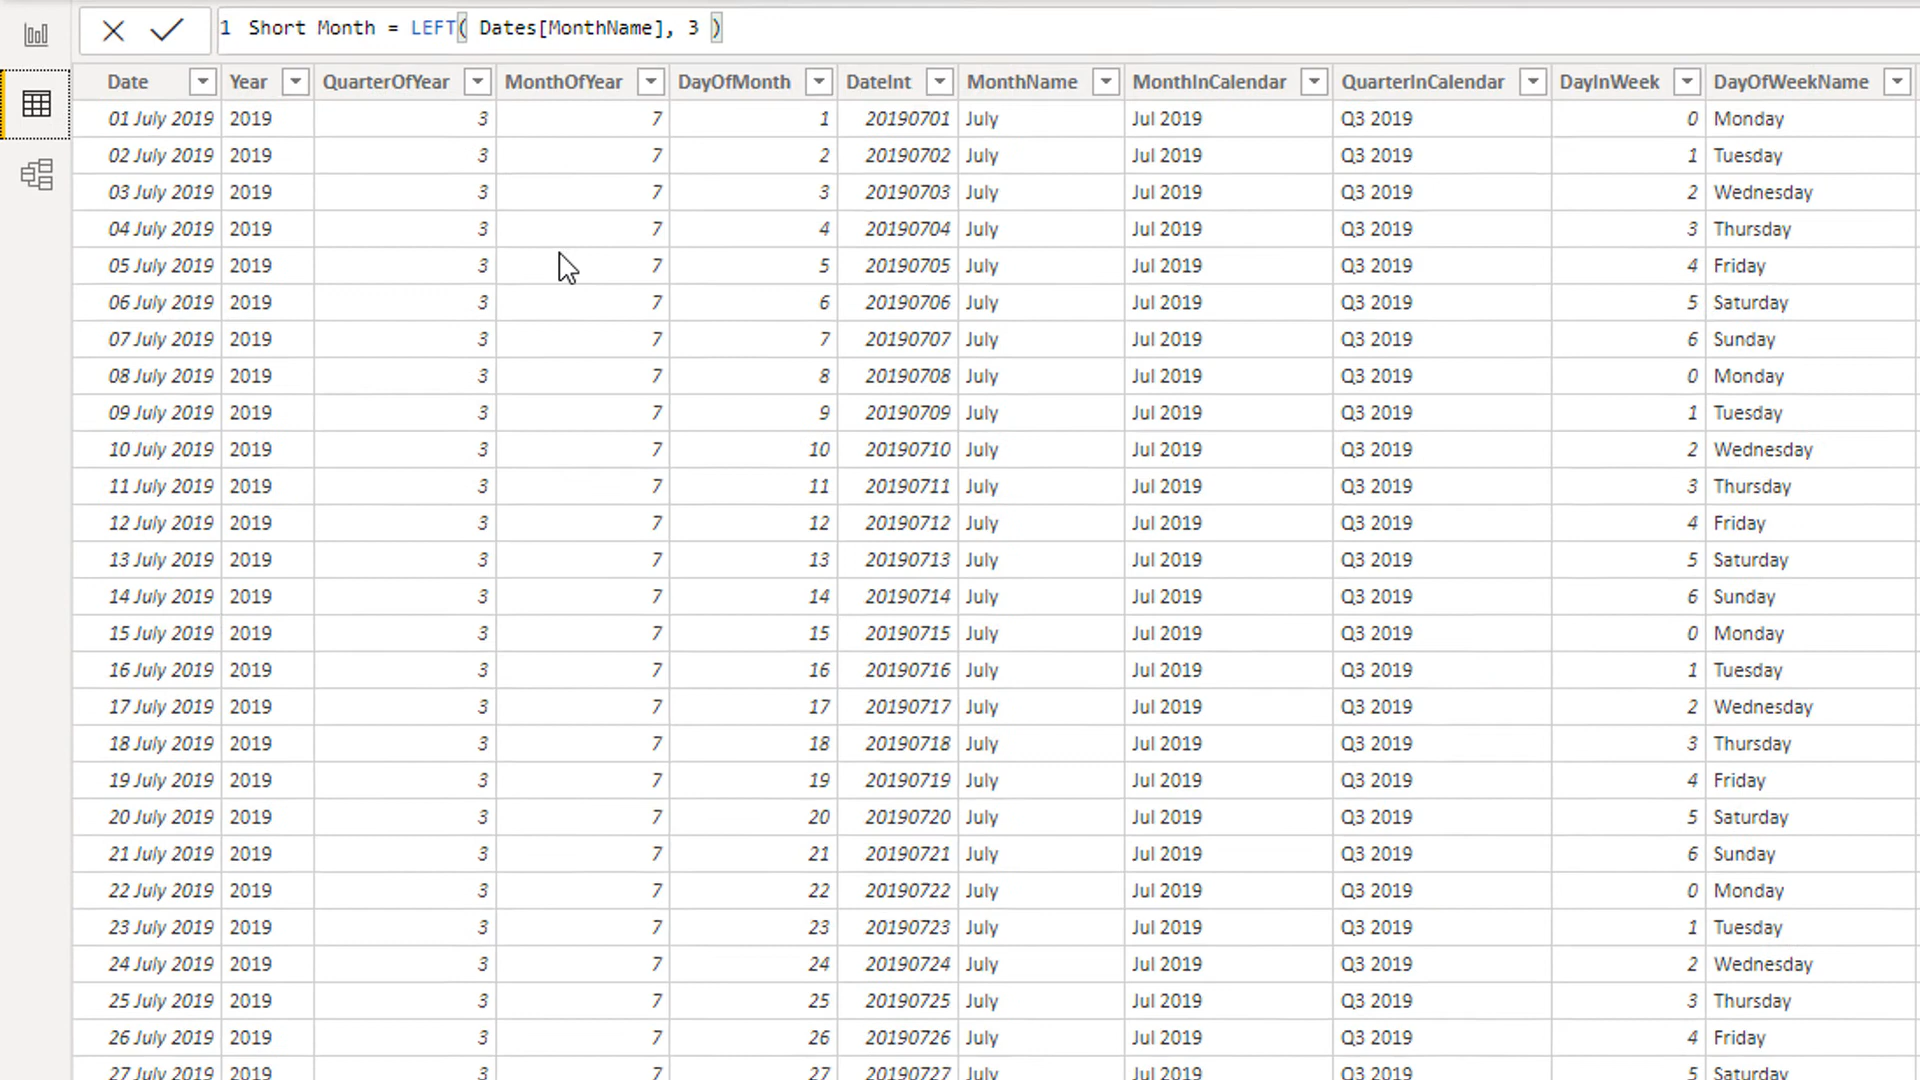 1 Short Month = LEFT( Dates[MonthName], 3 )
Date Year QuarterOfYear MonthOfYear DayOfMonth DateInt MonthName MonthInCalendar QuarterInCalendar DayInWeek DayOfWeekName
01 July 2019 2019 3 7 1 20190701 July Jul 2019 Q3 2019 0 Monday
02 July 2019 2019 3 7 2 20190702 July Jul 2019 Q3 2019 1 Tuesday
03 July 2019 2019 3 7 3 20190703 July Jul 2019 Q3 2019 2 Wednesday
04 July 2019 2019 3 7 4 20190704 July Jul 2019 Q3 2019 3 Thursday
05 July 2019 2019 3 7 5 20190705 July Jul 2019 Q3 2019 4 Friday
06 July 2019 2019 3 7 6 20190706 July Jul 2019 Q3 2019 5 Saturday
07 July 2019 2019 3 7 7 20190707 July Jul 2019 Q3 2019 6 Sunday
08 July 2019 2019 3 7 8 20190708 July Jul 2019 Q3 2019 0 Monday
09 July 2019 2019 3 7 9 20190709 July Jul 2019 Q3 2019 1 Tuesday
10 July 2019 2019 3 7 10 20190710 July Jul 2019 Q3 2019 2 Wednesday
11 July 2019 2019 3 7 11 20190711 July Jul 2019 Q3 2019 3 Thursday
12 July 2019 2019 3 7 12 20190712 July Jul 2019 Q3 2019 4 Friday
13 July 2019 2019 3 7 13 20190713 July Jul 2019 Q3 2019 5 Saturday
14 July 2019 2019 3 7 14 20190714 July Jul 2019 Q3 2019 6 Sunday
15 July 2019 2019 3 7 15 20190715 July Jul 2019 Q3 2019 0 Monday
16 July 2019 2019 3 7 16 20190716 July Jul 2019 Q3 2019 1 Tuesday
17 July 2019 2019 3 7 17 20190717 July Jul 2019 Q3 2019 2 Wednesday
18 July 2019 2019 3 7 18 20190718 July Jul 2019 Q3 2019 3 Thursday
19 July 2019 2019 3 7 19 20190719 July Jul 2019 Q3 2019 4 Friday
20 July 2019 2019 3 7 20 20190720 July Jul 2019 Q3 2019 5 Saturday
21 July 2019 2019 3 7 21 20190721 July Jul 2019 Q3 2019 6 Sunday
22 July 2019 2019 3 7 22 20190722 July Jul 2019 Q3 2019 0 Monday
23 July 2019 2019 3 7 23 20190723 July Jul 2019 Q3 2019 1 Tuesday
24 July 2019 2019 3 7 24 20190724 July Jul 2019 Q3 2019 2 Wednesday
25 July 2019 2019 3 7 25 20190725 July Jul 2019 Q3 2019 3 Thursday
26 July 2019 2019 3 7 26 20190726 July Jul 2019 Q3 2019 4 Friday
27 July 2019 2019 3 7 27 20190727 July Jul 2019 Q3 2019 5 Saturday